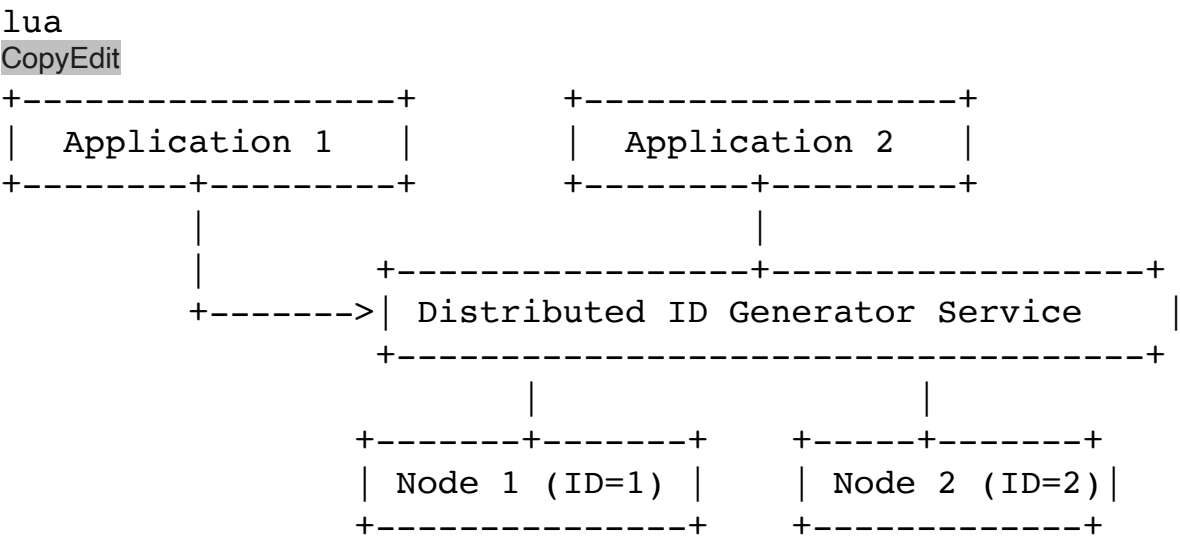 lua
CopyEdit
+------------------+       +------------------+
|  Application 1   |       |  Application 2   |
+--------+---------+       +--------+---------+
         |                          |
         |        +-----------------+------------------+
         +------->| Distributed ID Generator Service    |
                  +------------------------------------+
                         |                  |
                 +-------+-------+    +-----+-------+
                 | Node 1 (ID=1) |    | Node 2 (ID=2)|
                 +---------------+    +-------------+